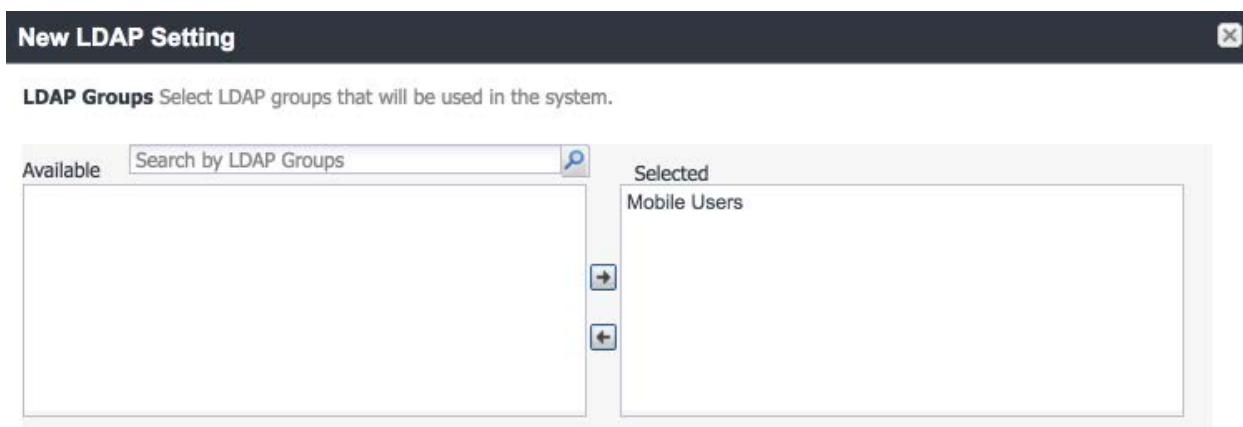 New LDAP Setting
LDAP Groups Select LDAP groups that will be used in the system.
Available
Search by LDAP Groups
Selected
Mobile Users